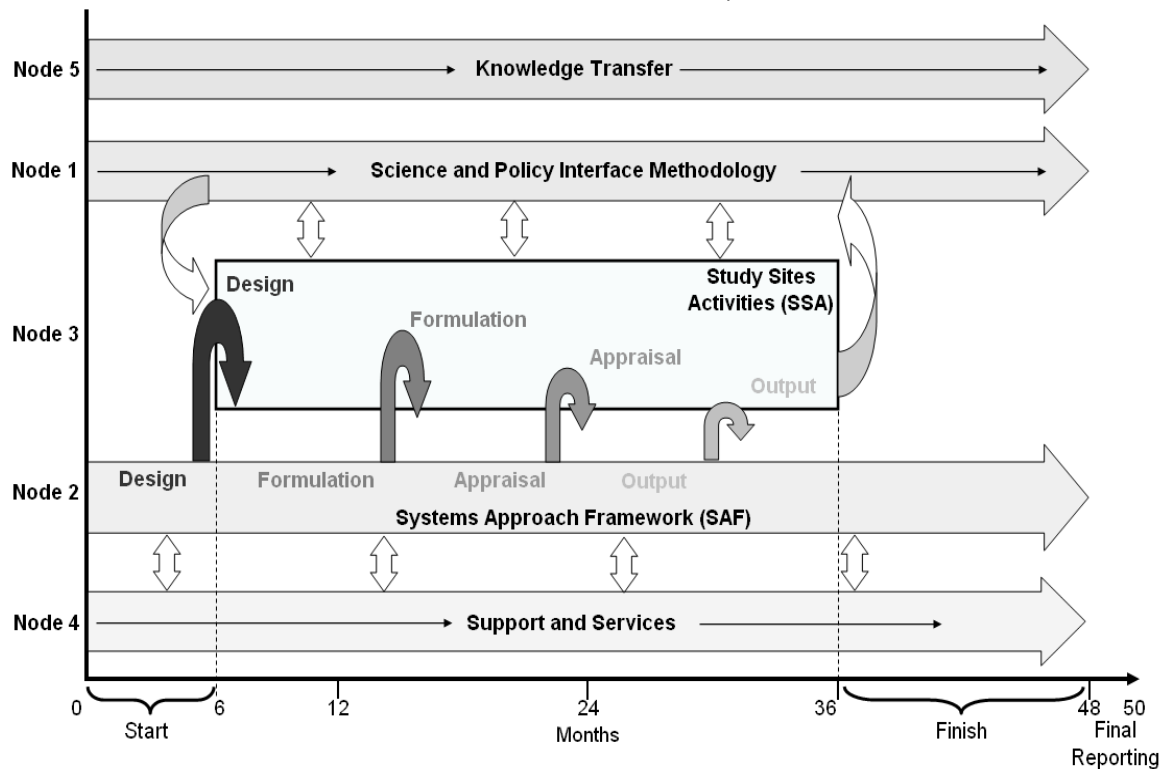 Node 5
Knowledge Transfer
Node 1
Science and Policy Interface Methodology
Node 3
Design
Study Sites
Activities (SSA)
Formulation
Appraisal
Output
Node 2
Design
Formulation
Appraisal
Output
Systems Approach Framework (SAF)
Node 4
Support and Services
0
6
12
24
36
48
50
Start
Months
Finish
Final
Reporting